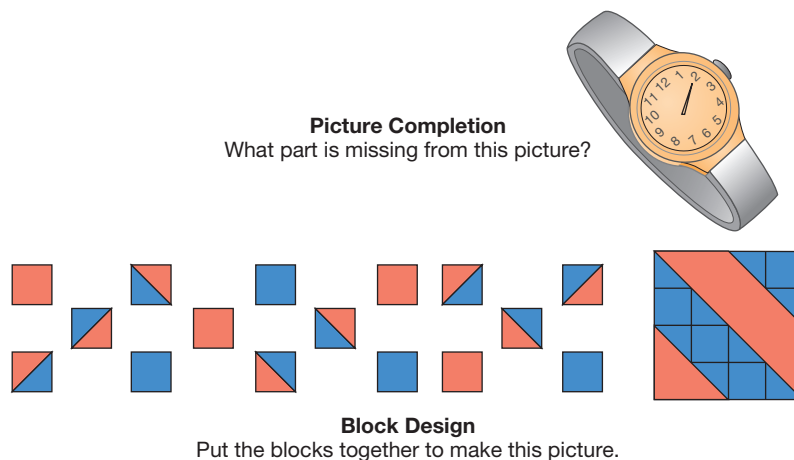 Picture Completion
What part is missing from this picture?
12 1 2 3 4 5 6 7 8 9 10 11
Block Design
Put the blocks together to make this picture.